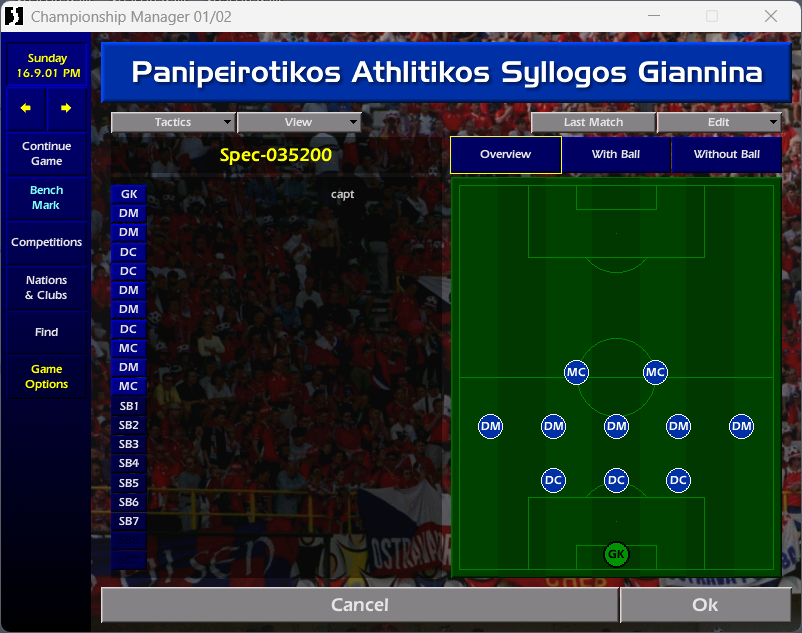 Championship Manager 01/02
Sunday
16.9.01 PM
Panipeirotikos Athlitikos Syllogos Giannina
Continue
Game
Bench
Mark
Competitions
Nations
& Clubs
Find
Game
Options
Tactics
View
Last Match
Edit
Spec-035200
Overview
With Ball
Without Ball
GK
capt
DM
DM
DC
DC
DM
DM
DC
MC
DM
MC
SB1
SB2
SB3
SB4
SB5
SB6
SB7
MC MC
DM DM DM DM DM
DC DC DC
GK
Cancel
Ok